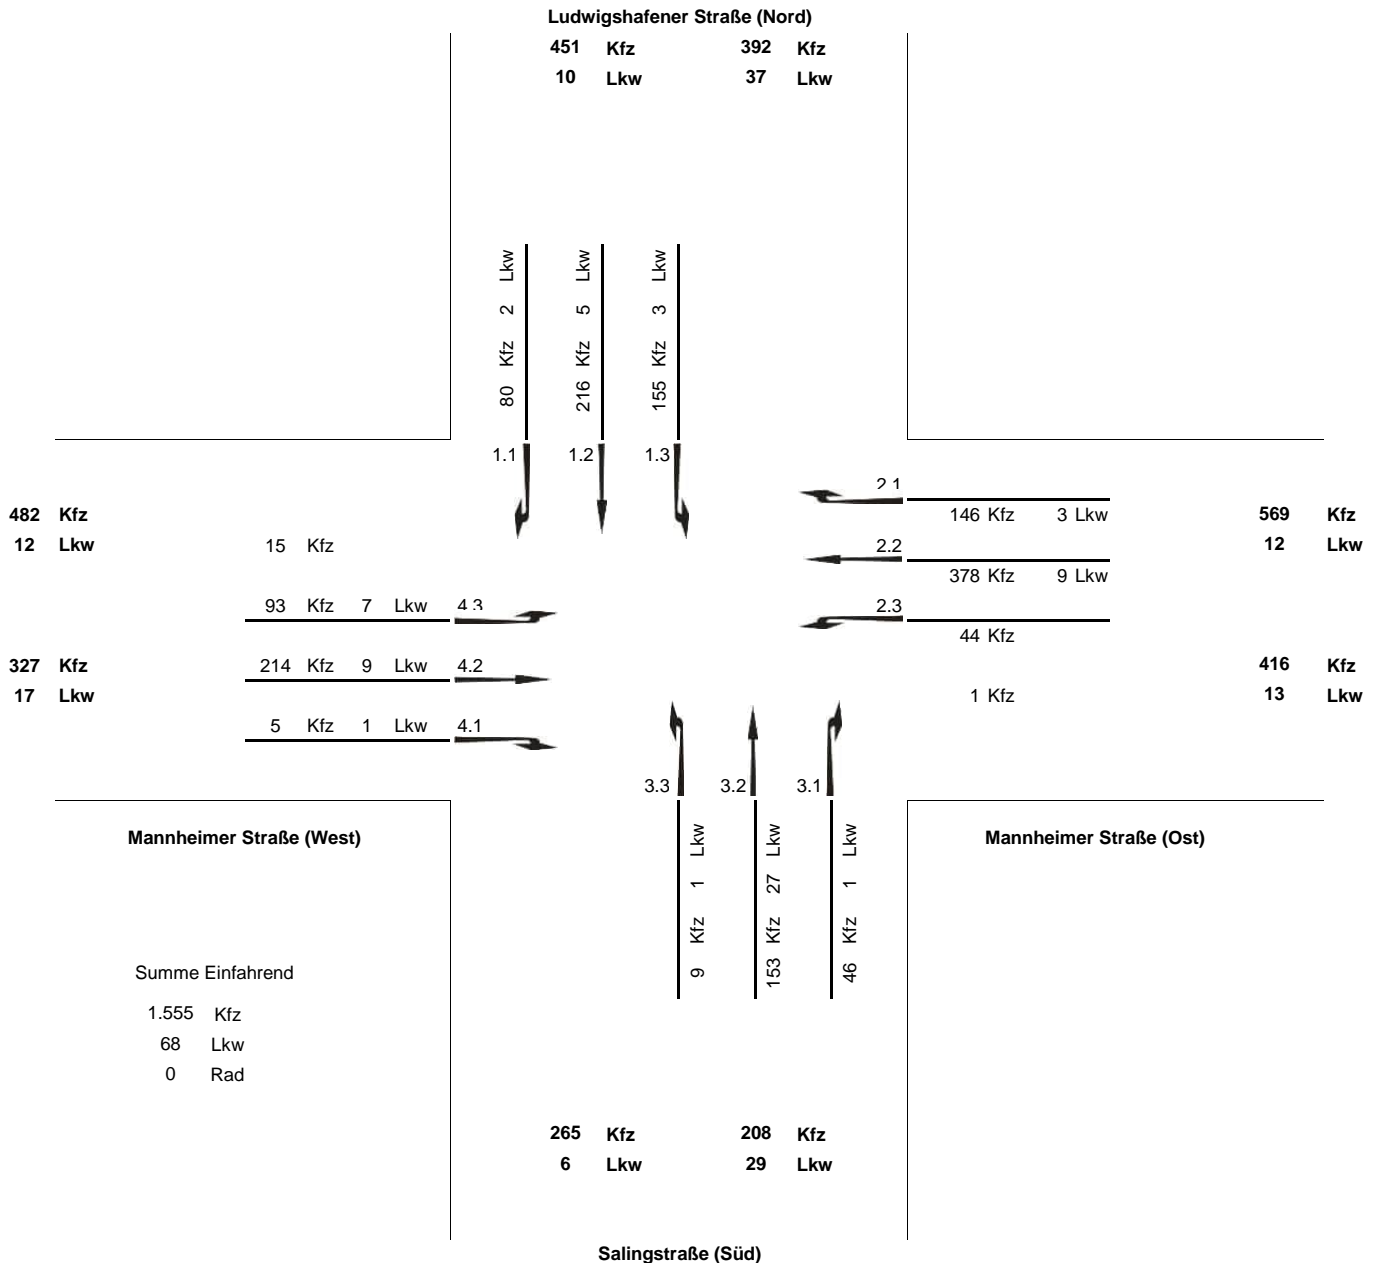 Ludwigshafener Straße (Nord)
451 Kfz 392 Kfz
10 Lkw 37 Lkw
80 Kfz 2 Lkw
216 Kfz 5 Lkw
155 Kfz 3 Lkw
1.1 1.2 1.3
2.1
146 Kfz 3 Lkw
2.2
378 Kfz 9 Lkw
2.3
44 Kfz
1 Kfz
569 Kfz
12 Lkw
416 Kfz
13 Lkw
482 Kfz
12 Lkw
15 Kfz
93 Kfz 7 Lkw 4.3
327 Kfz
17 Lkw
214 Kfz 9 Lkw 4.2
5 Kfz 1 Lkw 4.1
3.3 3.2 3.1
9 Kfz 1 Lkw
153 Kfz 27 Lkw
46 Kfz 1 Lkw
Mannheimer Straße (West)
Mannheimer Straße (Ost)
Summe Einfahrend
1.555 Kfz
68 Lkw
0 Rad
265 Kfz 208 Kfz
6 Lkw 29 Lkw
Salingstraße (Süd)